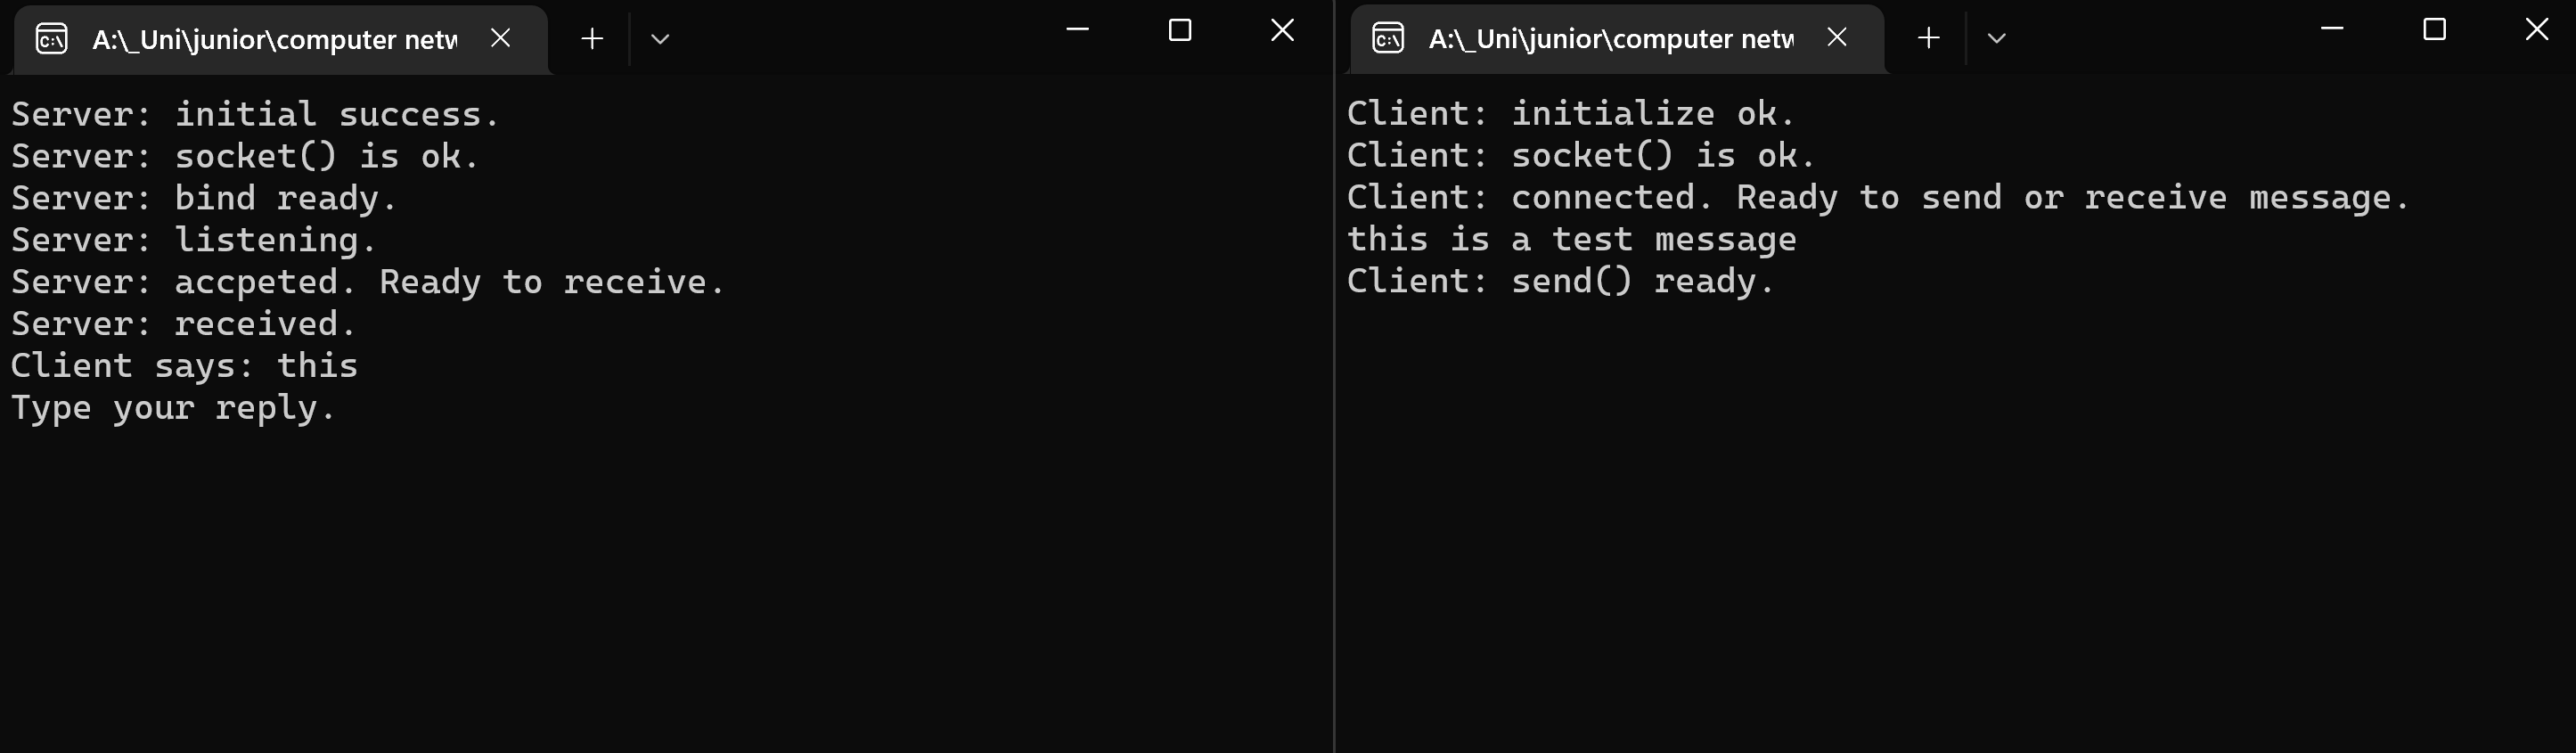 A:\_Uni\junior\computer netw
Server: initial success.
Server: socket() is ok.
Server: bind ready.
Server: listening.
Server: accpeted. Ready to receive.
Server: received.
Client says: this
Type your reply.
A:\_Uni\junior\computer netw
Client: initialize ok.
Client: socket() is ok.
Client: connected. Ready to send or receive message.
this is a test message
Client: send() ready.